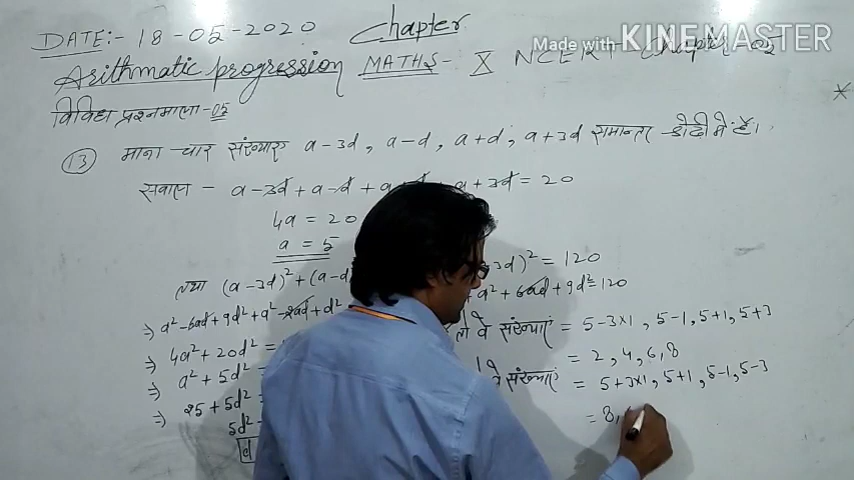 DATE:- 18-05-2020 Chapter
Made with KINEMASTER
Arithmatic progression MATHS- X NCERT Chapter 05
विविध प्रश्नमाला-05
*
(13) माना चार संख्याएं a-3d, a-d, a+d, a+3d समान्तर श्रेढी में है।
सवाल - a-3d + a-d + a + 3d = 20
4a = 20
a = 5
तथा (a-3d)² + (a-d 3d)² = 120
⇒ a² - 6ad + 9d² + a² - 2ad + d² + a² + 6ad + 9d² = 120
⇒ 4a² + 20d² =
⇒ a² + 5d² =
⇒ 25 + 5d² =
5d² =
d
वे संख्याएं = 5-3×1, 5-1, 5+1, 5+3
= 2, 4, 6, 8
संख्याएं = 5+3×1, 5+1, 5-1, 5-3
= 8,